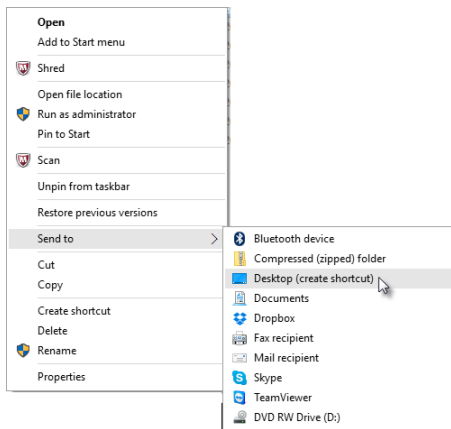 Open
Add to Start menu
Shred
Open file location
Run as administrator
Pin to Start
Scan
Unpin from taskbar
Restore previous versions
Send to
Cut
Copy
Create shortcut
Delete
Rename
Properties
Bluetooth device
Compressed (zipped) folder
Desktop (create shortcut)
Documents
Dropbox
Fax recipient
Mail recipient
Skype
TeamViewer
DVD RW Drive (D:)